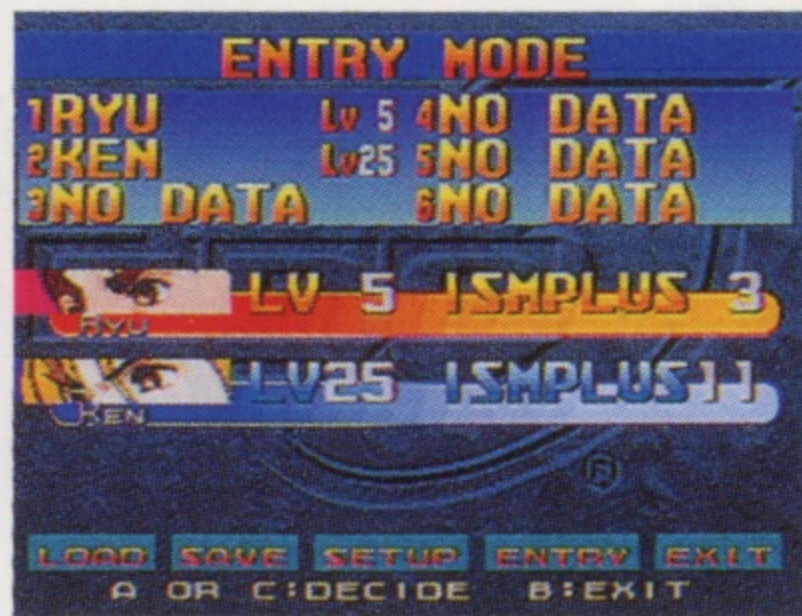 ENTRY MODE
1RYU Lv 5 4NO DATA
2KEN Lv25 5NO DATA
3NO DATA 6NO DATA
LV 5 ISMPLUS 3
RYU
LV25 ISMPLUS11
KEN
®
LOAD SAVE SETUP ENTRY EXIT
A OR C:DECIDE B:EXIT